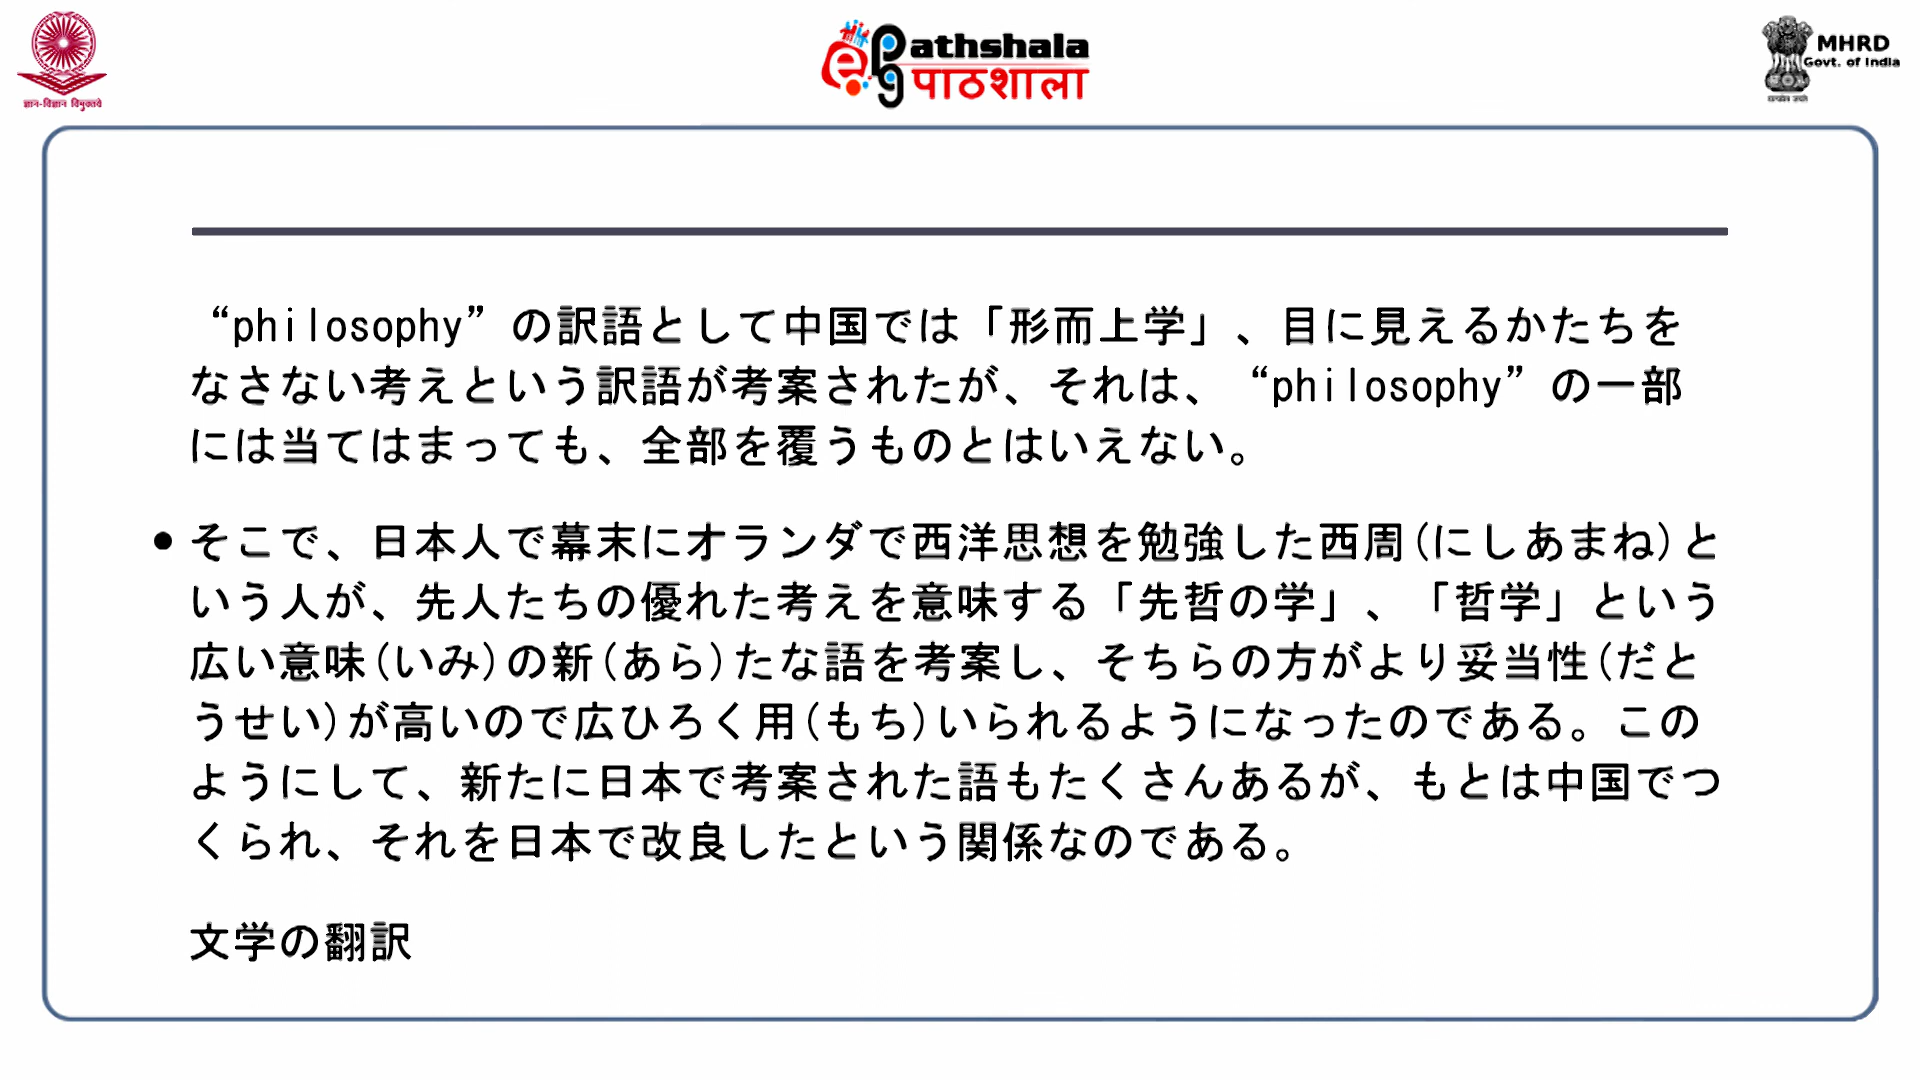 ज्ञान-विज्ञान विमुक्तये
e Pg athshala
पाठशाला
MHRD
Govt. of India
“philosophy”の訳語として中国では「形而上学」、目に見えるかたちを
なさない考えという訳語が考案されたが、それは、“philosophy”の一部
には当てはまっても、全部を覆うものとはいえない。
• そこで、日本人で幕末にオランダで西洋思想を勉強した西周(にしあまね)と
いう人が、先人たちの優れた考えを意味する「先哲の学」、「哲学」という
広い意味(いみ)の新(あら)たな語を考案し、そちらの方がより妥当性(だと
うせい)が高いので広ひろく用(もち)いられるようになったのである。この
ようにして、新たに日本で考案された語もたくさんあるが、もとは中国でつ
くられ、それを日本で改良したという関係なのである。
文学の翻訳